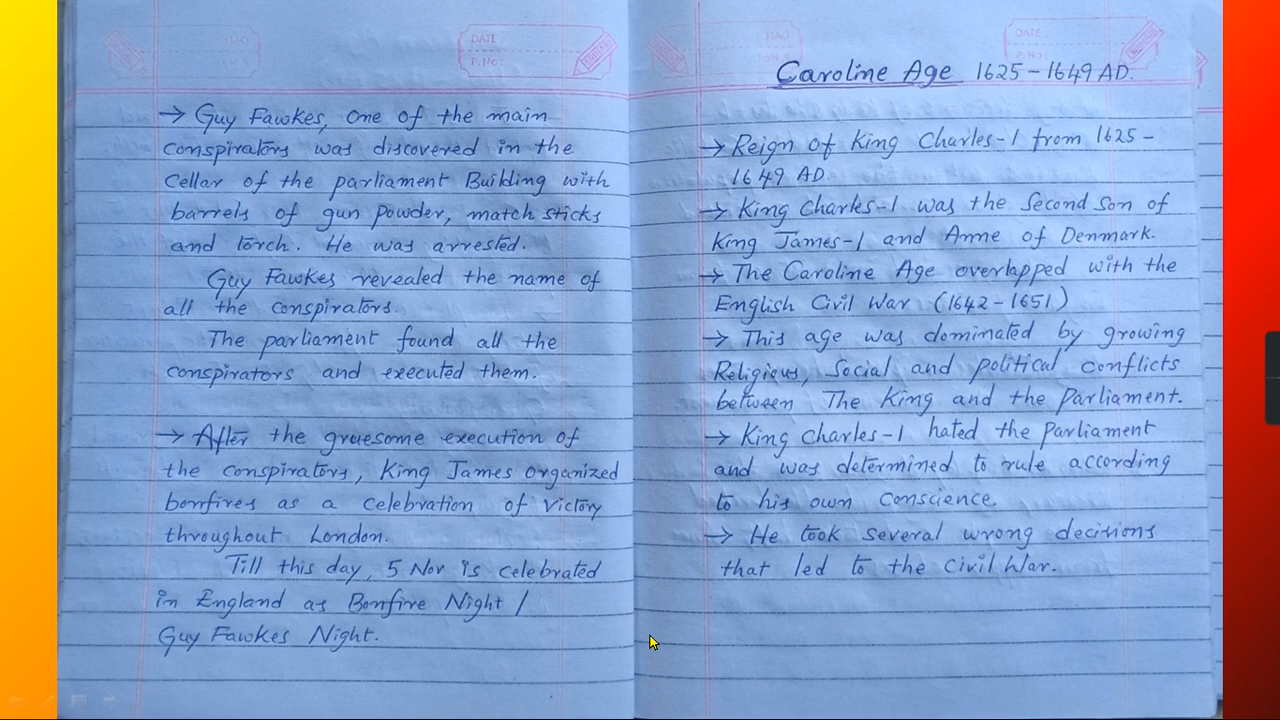 DATE :
P. No :
→ Guy Fawkes, one of the main
conspirators was discovered in the
cellar of the parliament Building with
barrels of gun powder, match sticks
and torch. He was arrested.
Guy Fawkes revealed the name of
all the conspirators.
The parliament found all the
conspirators and executed them.
→ After the gruesome execution of
the conspirators, King James organized
bonfires as a celebration of victory
throughout London.
Till this day, 5 Nov is celebrated
in England as Bonfire Night /
Guy Fawkes Night.
Caroline Age 1625 - 1649 AD.
→ Reign of King Charles-I from 1625 -
1649 AD
→ King Charles-I was the Second Son of
King James-I and Anne of Denmark.
→ The Caroline Age overlapped with the
English Civil War (1642 - 1651)
→ This age was dominated by growing
Religious, Social and political conflicts
between The King and the Parliament.
→ King Charles-I hated the Parliament
and was determined to rule according
to his own conscience.
→ He took several wrong decisions
that led to the Civil War.